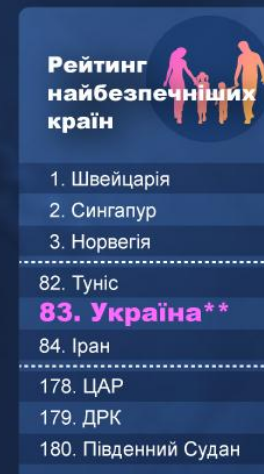 Рейтинг
найбезпечніших
країн
1. Швейцарія
2. Сингапур
3. Норвегія
82. Туніс
83. Україна**
84. Іран
178. ЦАР
179. ДРК
180. Південний Судан